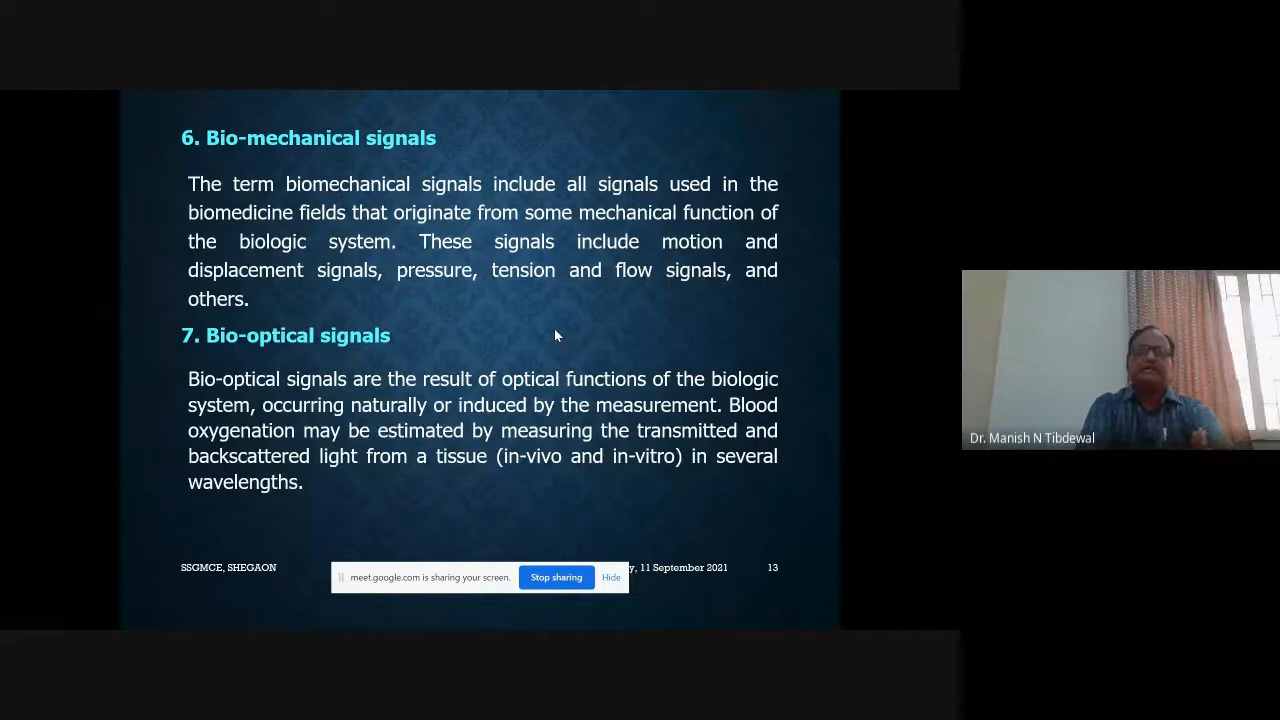 6. Bio-mechanical signals
The term biomechanical signals include all signals used in the
biomedicine fields that originate from some mechanical function of
the biologic system. These signals include motion and
displacement signals, pressure, tension and flow signals, and
others.
7. Bio-optical signals
Bio-optical signals are the result of optical functions of the biologic
system, occurring naturally or induced by the measurement. Blood
oxygenation may be estimated by measuring the transmitted and
backscattered light from a tissue (in-vivo and in-vitro) in several
wavelengths.
SSGMCE, SHEGAON
meet.google.com is sharing your screen.
Stop sharing
Hide
y, 11 September 2021
13
Dr. Manish N Tibdewal